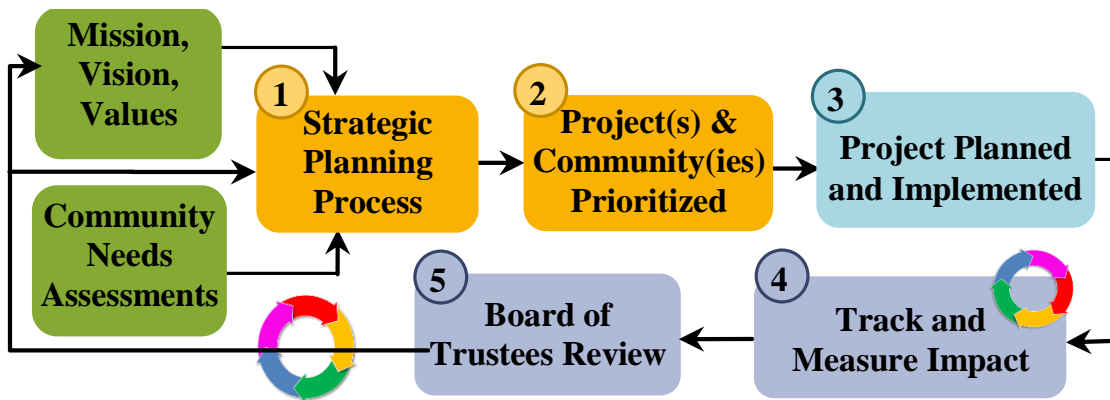 Mission,
Vision,
Values
1
Strategic
Planning
Process
2
Project(s) &
Community(ies)
Prioritized
3
Project Planned
and Implemented
Community
Needs
Assessments
5
Board of
Trustees Review
4
Track and
Measure Impact